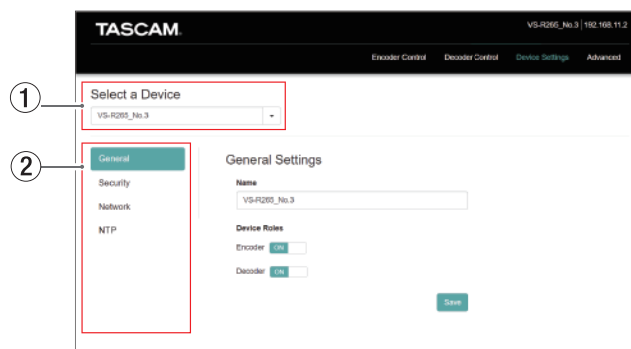 TASCAM
VS-R265_No.3 192.168.11.2
Encoder Control Decoder Control Device Settings Advanced
1
Select a Device
VS-R265_No.3
2
General
Security
Network
NTP
General Settings
Name
VS-R265_No.3
Device Roles
Encoder ON
Decoder ON
Save